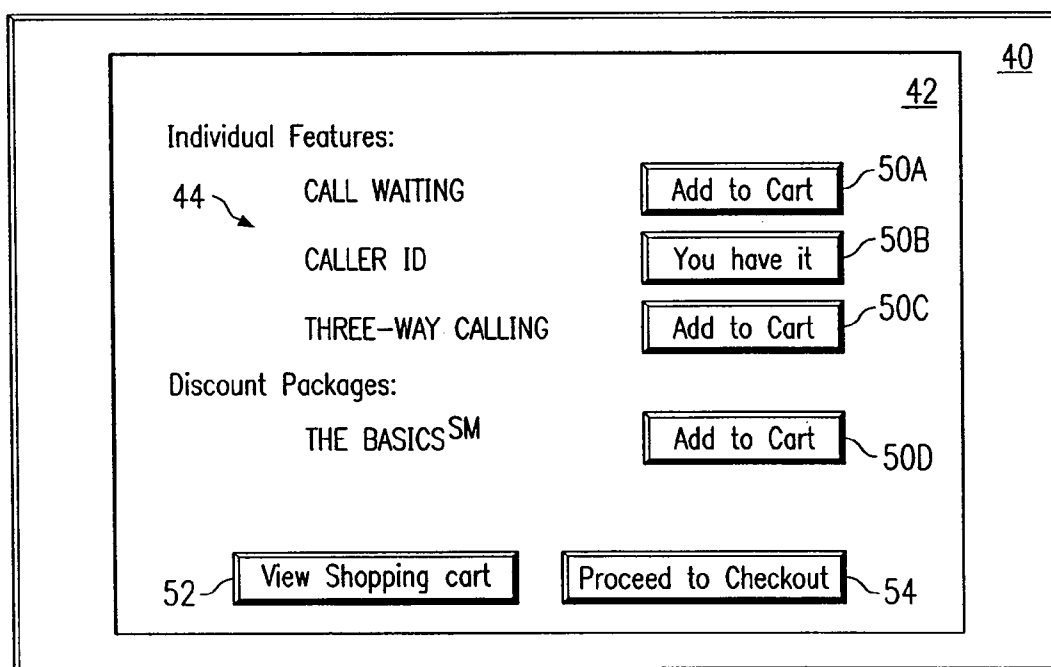 40
42
Individual Features:
44
CALL WAITING
Add to Cart
50A
CALLER ID
You have it
50B
THREE-WAY CALLING
Add to Cart
50C
Discount Packages:
THE BASICS SM
Add to Cart
50D
52
View Shopping cart
Proceed to Checkout
54